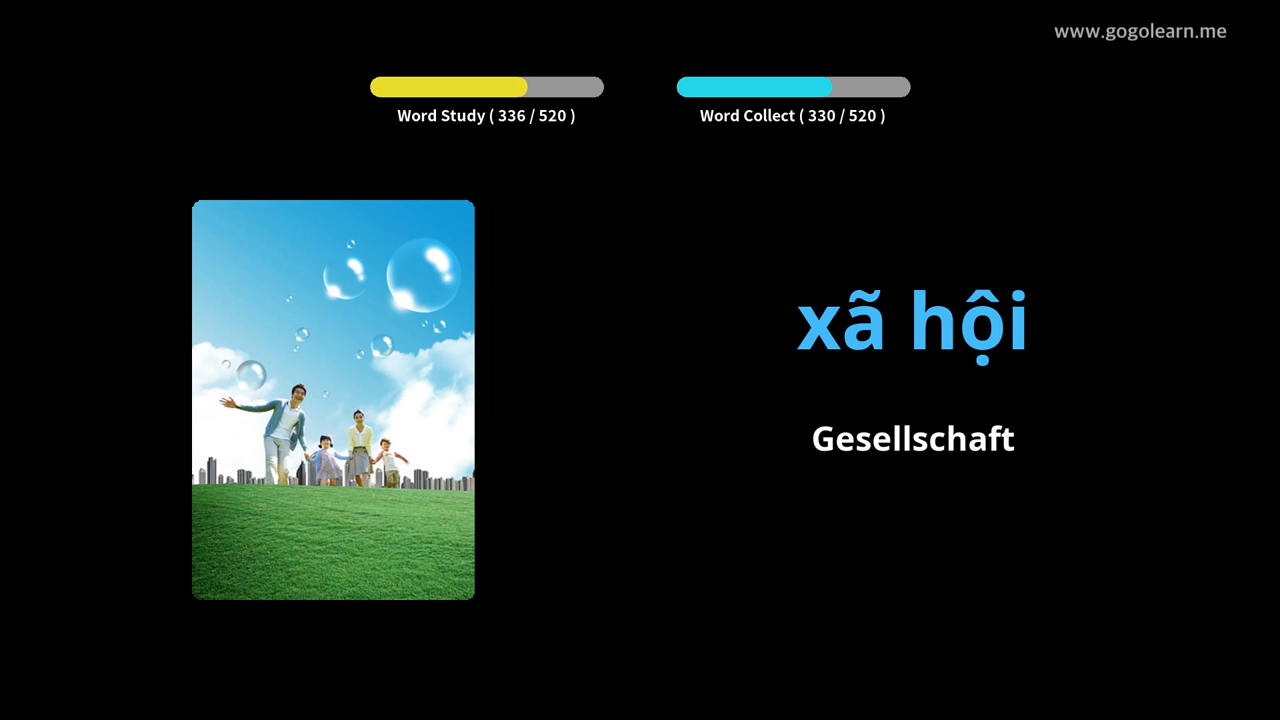 www.gogolearn.me
Word Study ( 336 / 520 )
Word Collect ( 330 / 520 )
xã hội
Gesellschaft